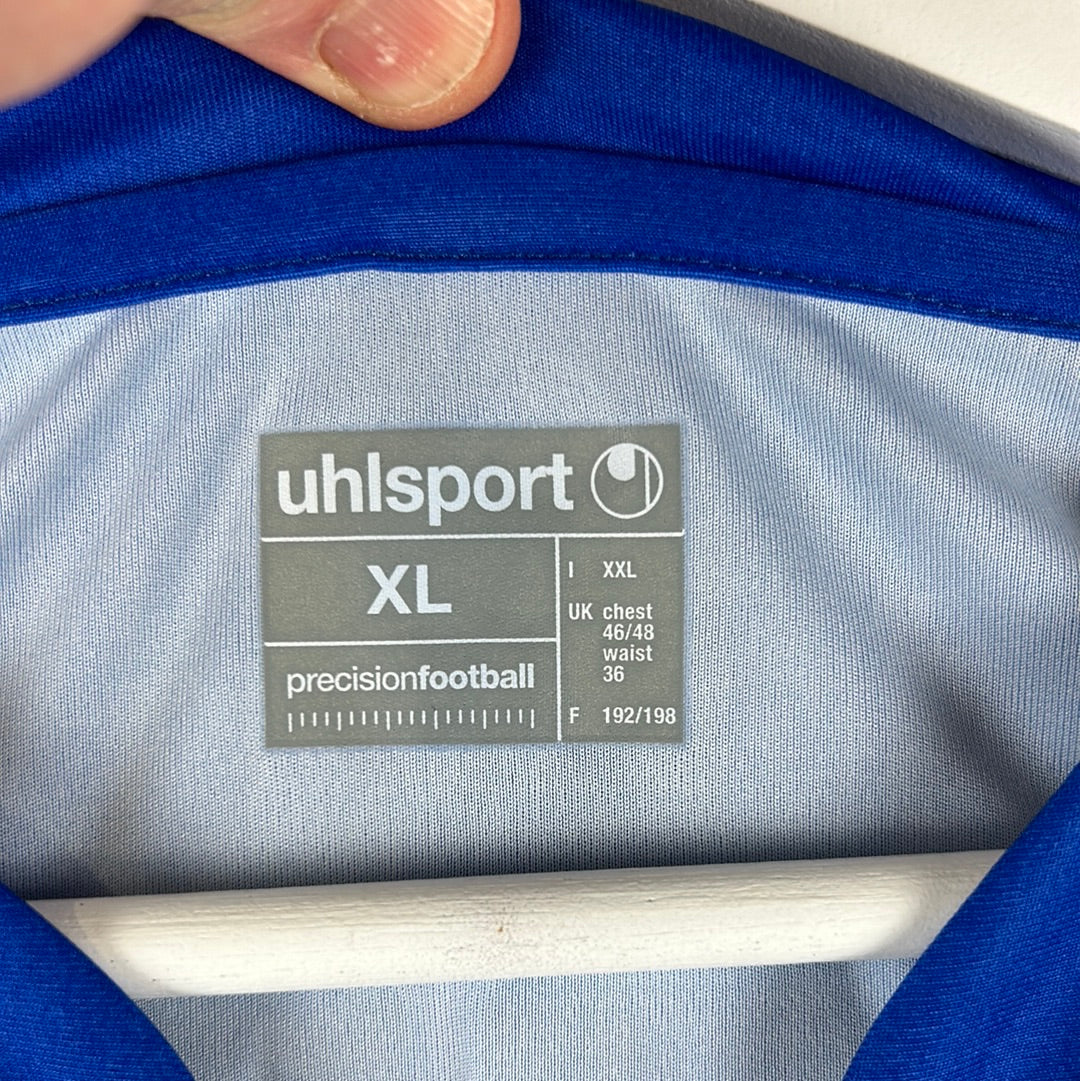 uhlsport
XL
precisionfootball
I XXL
UK chest
46/48
waist
36
F 192/198